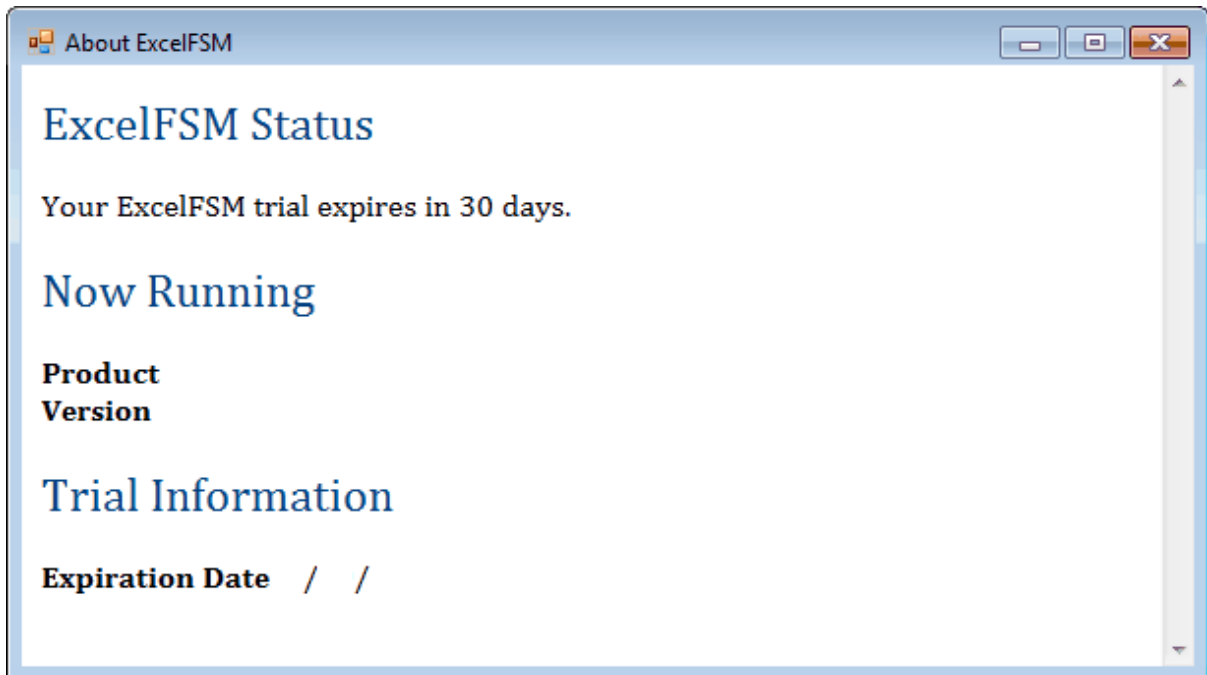 About ExcelFSM
ExcelFSM Status
Your ExcelFSM trial expires in 30 days.
Now Running
Product
Version
Trial Information
Expiration Date / /